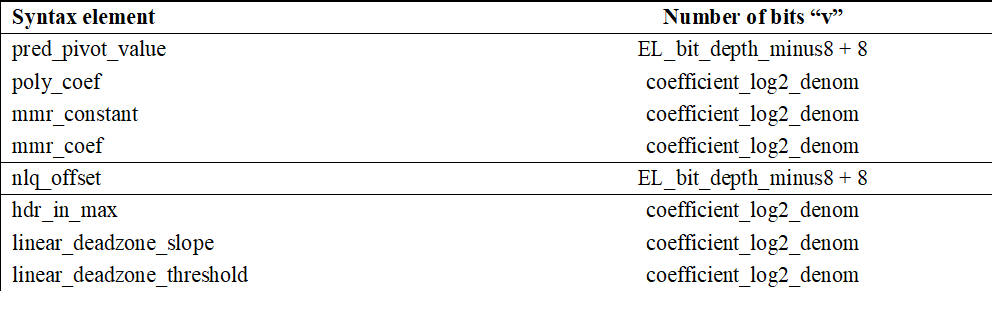 Syntax element Number of bits “v”
pred_pivot_value EL_bit_depth_minus8 + 8
poly_coef coefficient_log2_denom
mmr_constant coefficient_log2_denom
mmr_coef coefficient_log2_denom
nlq_offset EL_bit_depth_minus8 + 8
hdr_in_max coefficient_log2_denom
linear_deadzone_slope coefficient_log2_denom
linear_deadzone_threshold coefficient_log2_denom